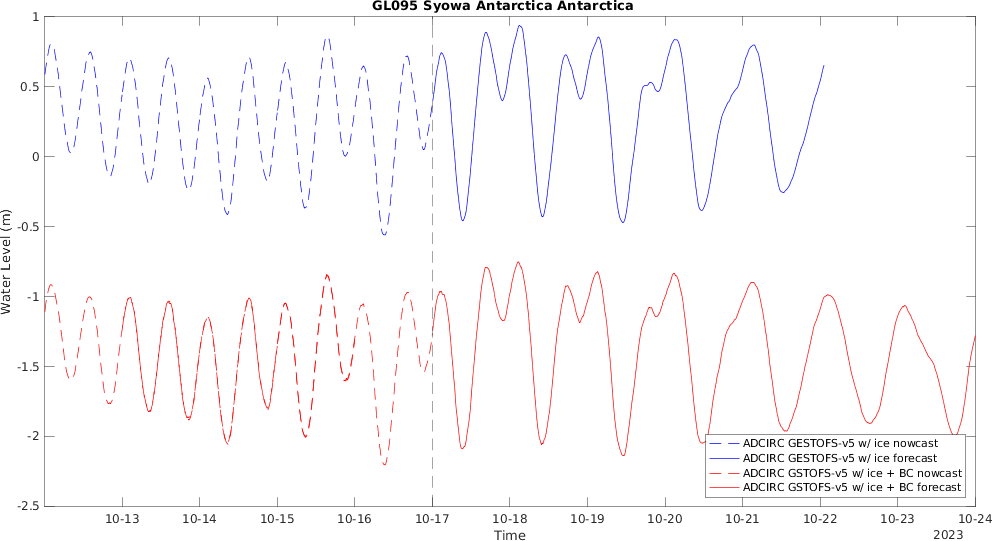 GL095 Syowa Antarctica Antarctica
Water Level (m)
1
0.5
0
-0.5
-1
-1.5
-2
-2.5
10-13 10-14 10-15 10-16 10-17 10-18 10-19 10-20 10-21 10-22 10-23 10-24
Time
2023
ADCIRC GESTOFS-v5 w/ ice nowcast
ADCIRC GESTOFS-v5 w/ ice forecast
ADCIRC GSTOFS-v5 w/ ice + BC nowcast
ADCIRC GSTOFS-v5 w/ ice + BC forecast